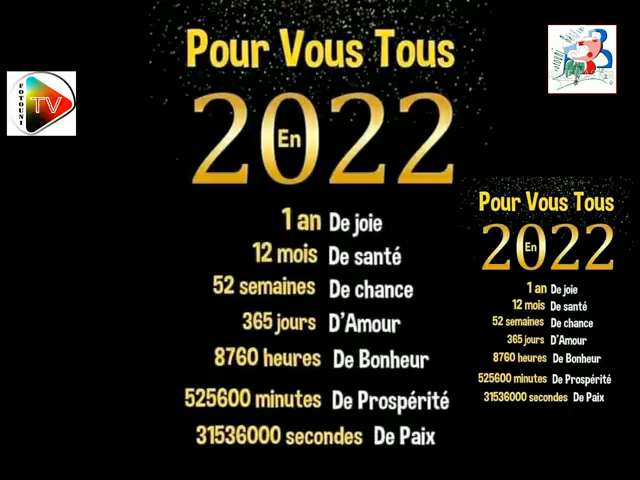 Pour Vous Tous
2022
En
1 an De joie
12 mois De santé
52 semaines De chance
365 jours D'Amour
8760 heures De Bonheur
525600 minutes De Prospérité
31536000 secondes De Paix
FOTOUNI
TV
Pour Vous Tous
2022
En
1 an De joie
12 mois De santé
52 semaines De chance
365 jours D'Amour
8760 heures De Bonheur
525600 minutes De Prospérité
31536000 secondes De Paix